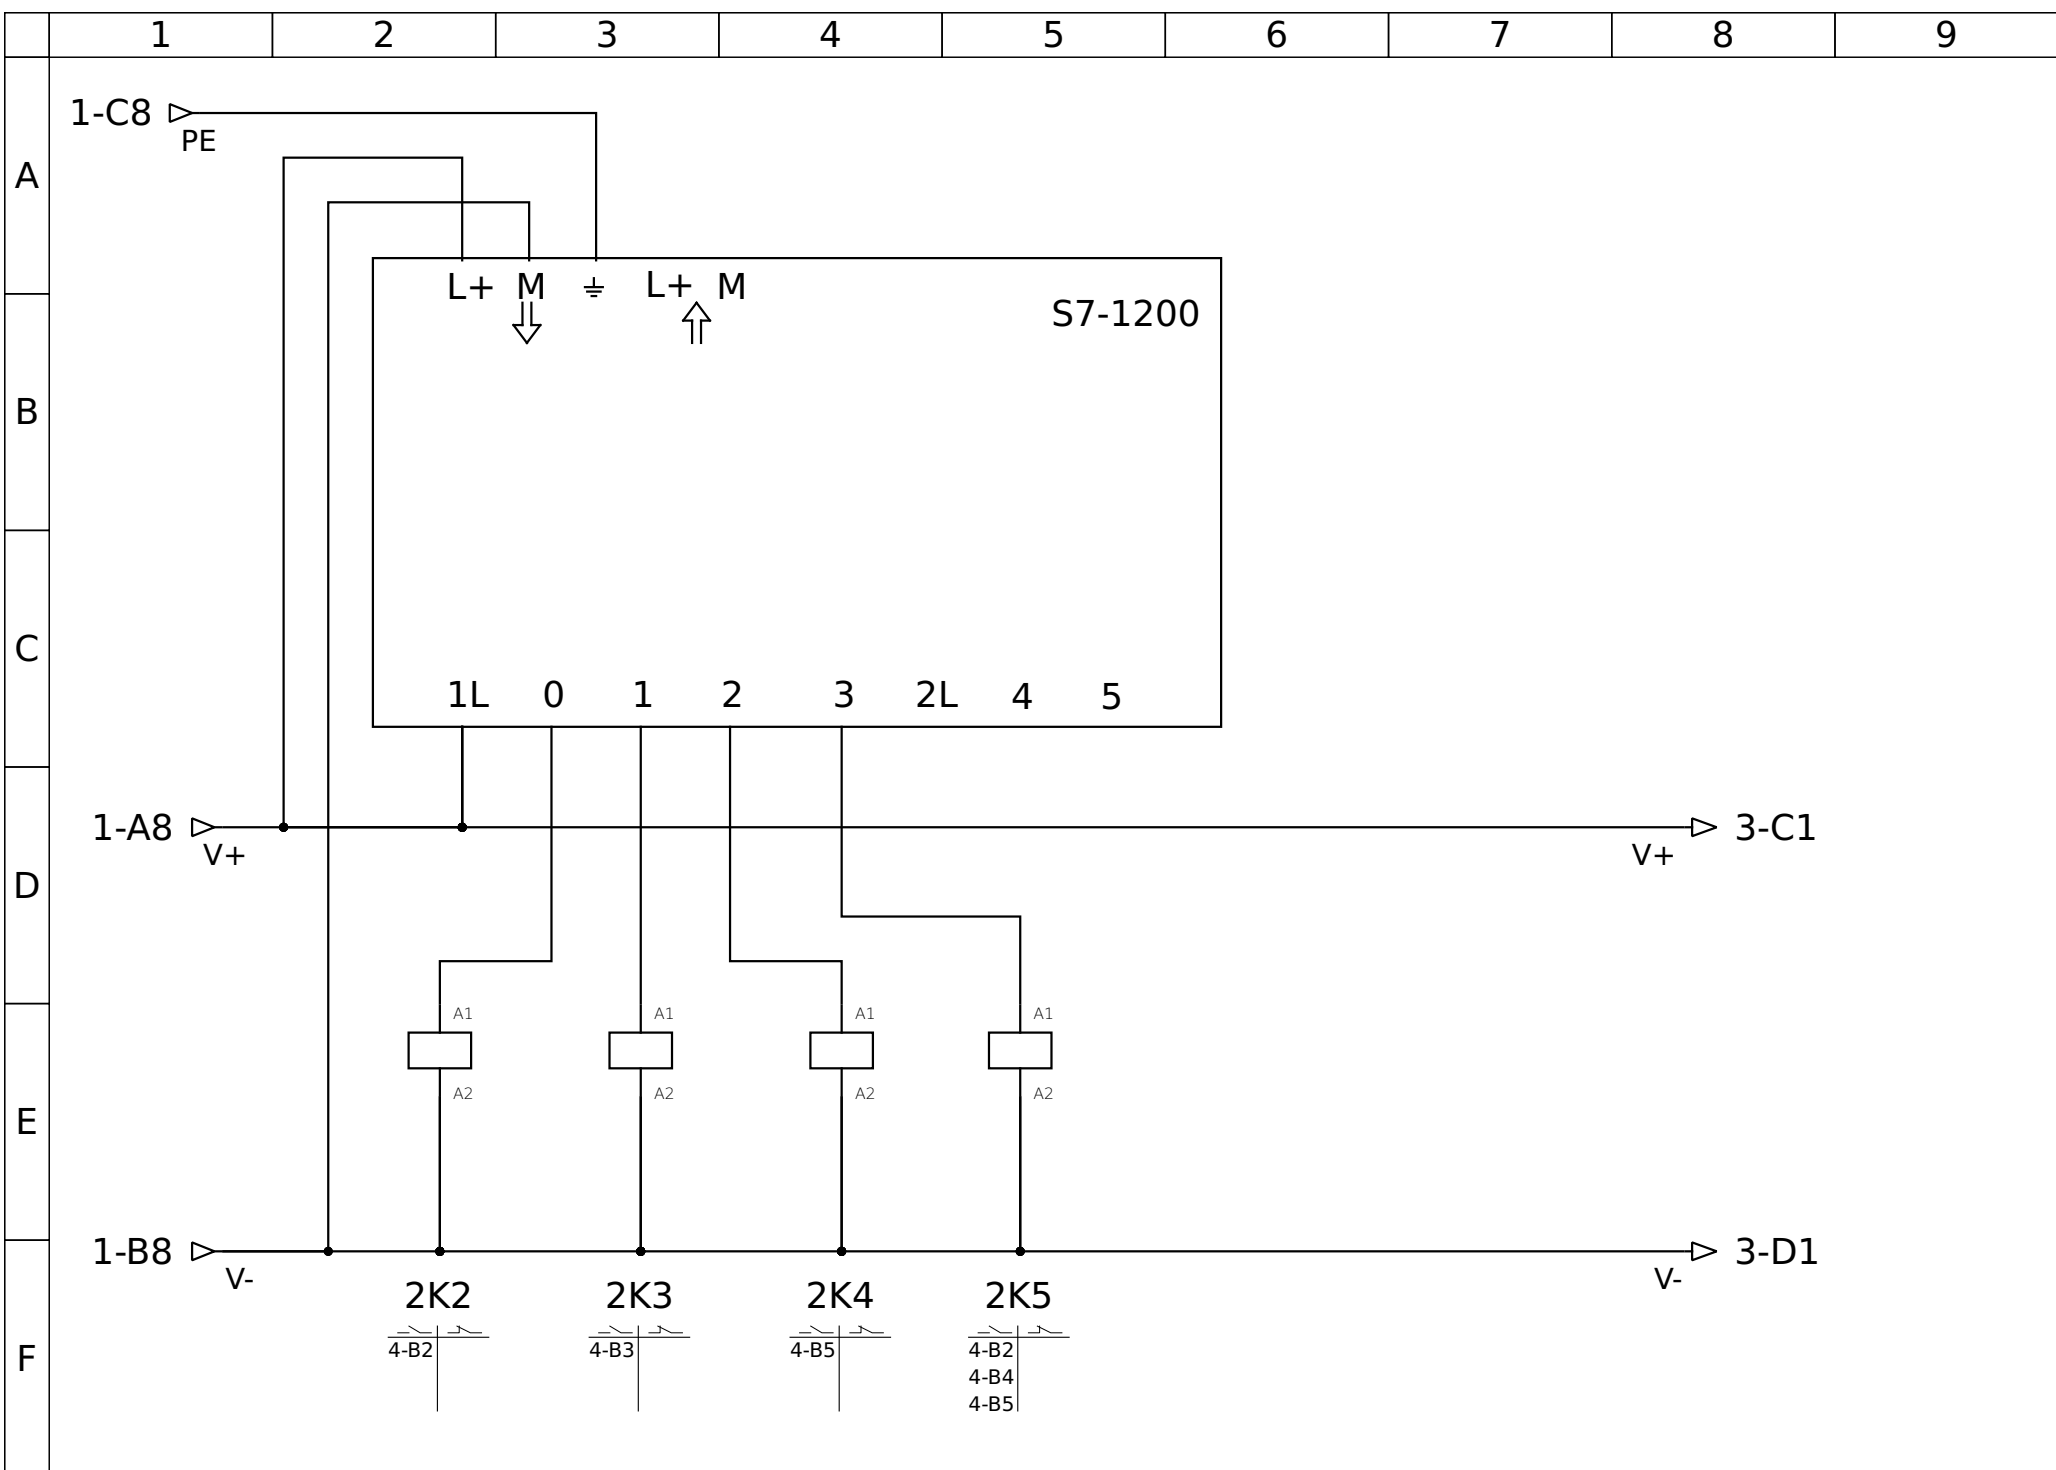 1 2 3 4 5 6 7 8 9
1-C8
PE
A
L+ M L+ M
S7-1200
B
C
1L 0 1 2 3 2L 4 5
1-A8 3-C1
V+ V+
D
A1 A1 A1 A1
A2 A2 A2 A2
E
1-B8 3-D1
V- V-
2K2 2K3 2K4 2K5
4-B2 4-B3 4-B5 4-B2
F
4-B4
4-B5